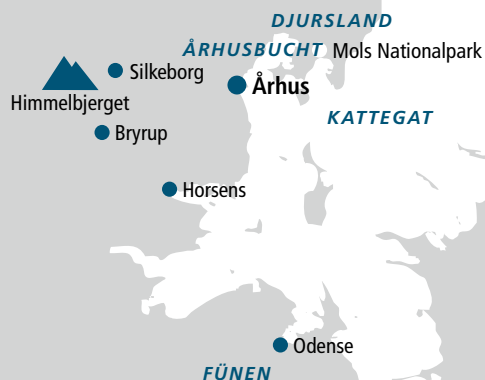 DJURSLAND
ÅRHUSBUCHT Mols Nationalpark
Silkeborg
Århus
Himmelbjerget
KATTEGAT
Bryrup
Horsens
Odense
FÜNEN